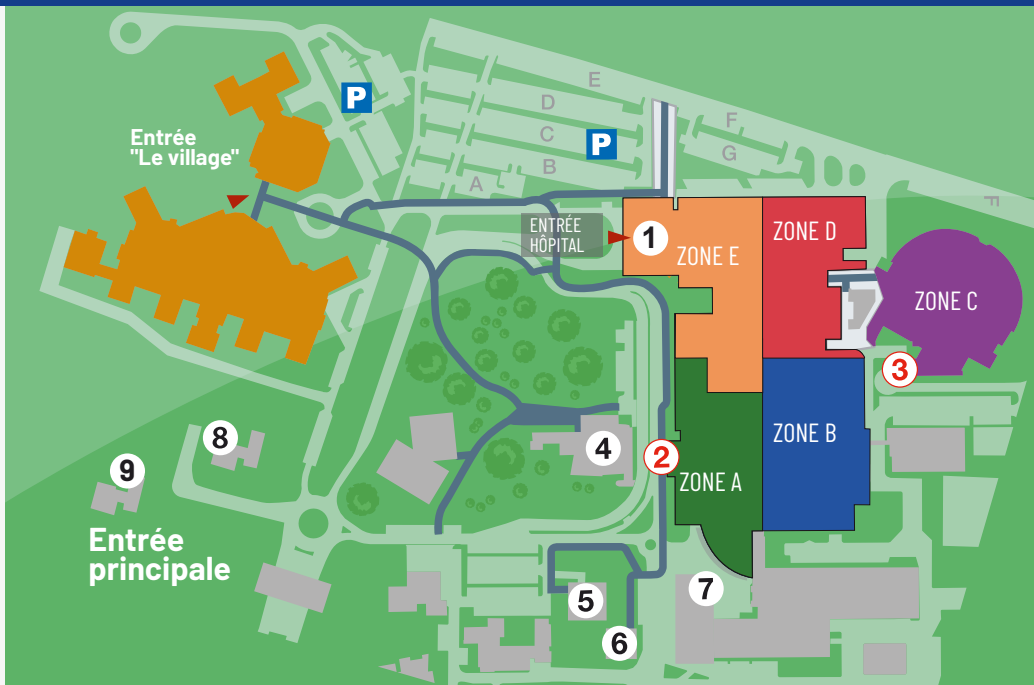 E
P
D
F
Entrée
"Le village"
C
P
G
B
A
F
ENTRÉE
HÔPITAL
1
ZONE E
ZONE D
ZONE C
3
8
4
2
ZONE B
9
ZONE A
Entrée
principale
5
7
6